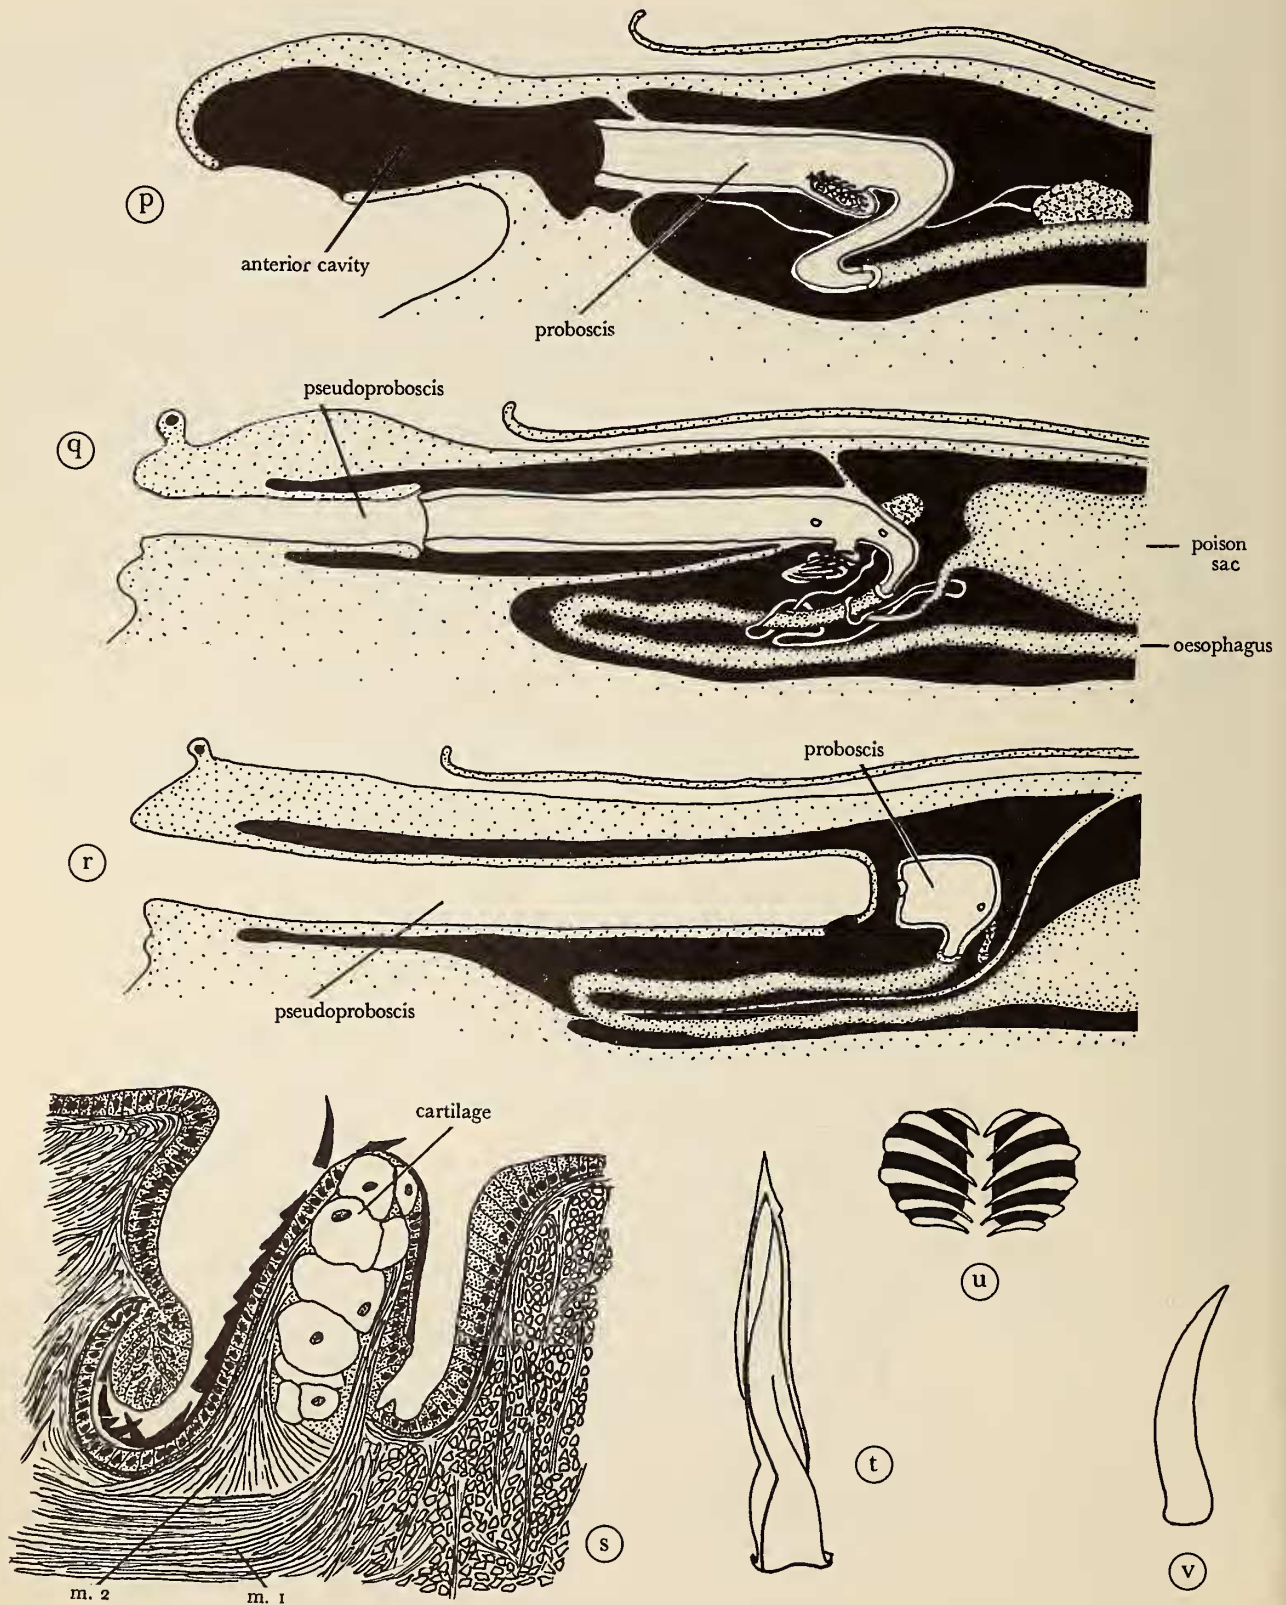 p
anterior cavity
proboscis
pseudoproboscis
q
poison
sac
oesophagus
proboscis
r
pseudoproboscis
cartilage
u
t
s
v
m. 2
m. 1